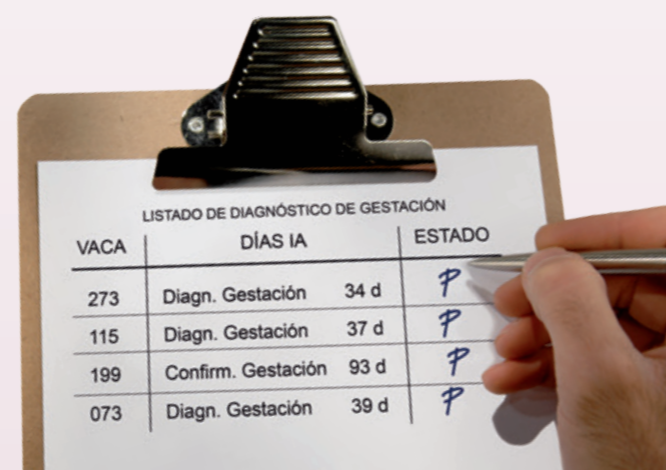 LISTADO DE DIAGNÓSTICO DE GESTACIÓN
VACA DÍAS IA ESTADO
273 Diagn. Gestación 34 d P
115 Diagn. Gestación 37 d P
199 Confirm. Gestación 93 d P
073 Diagn. Gestación 39 d P